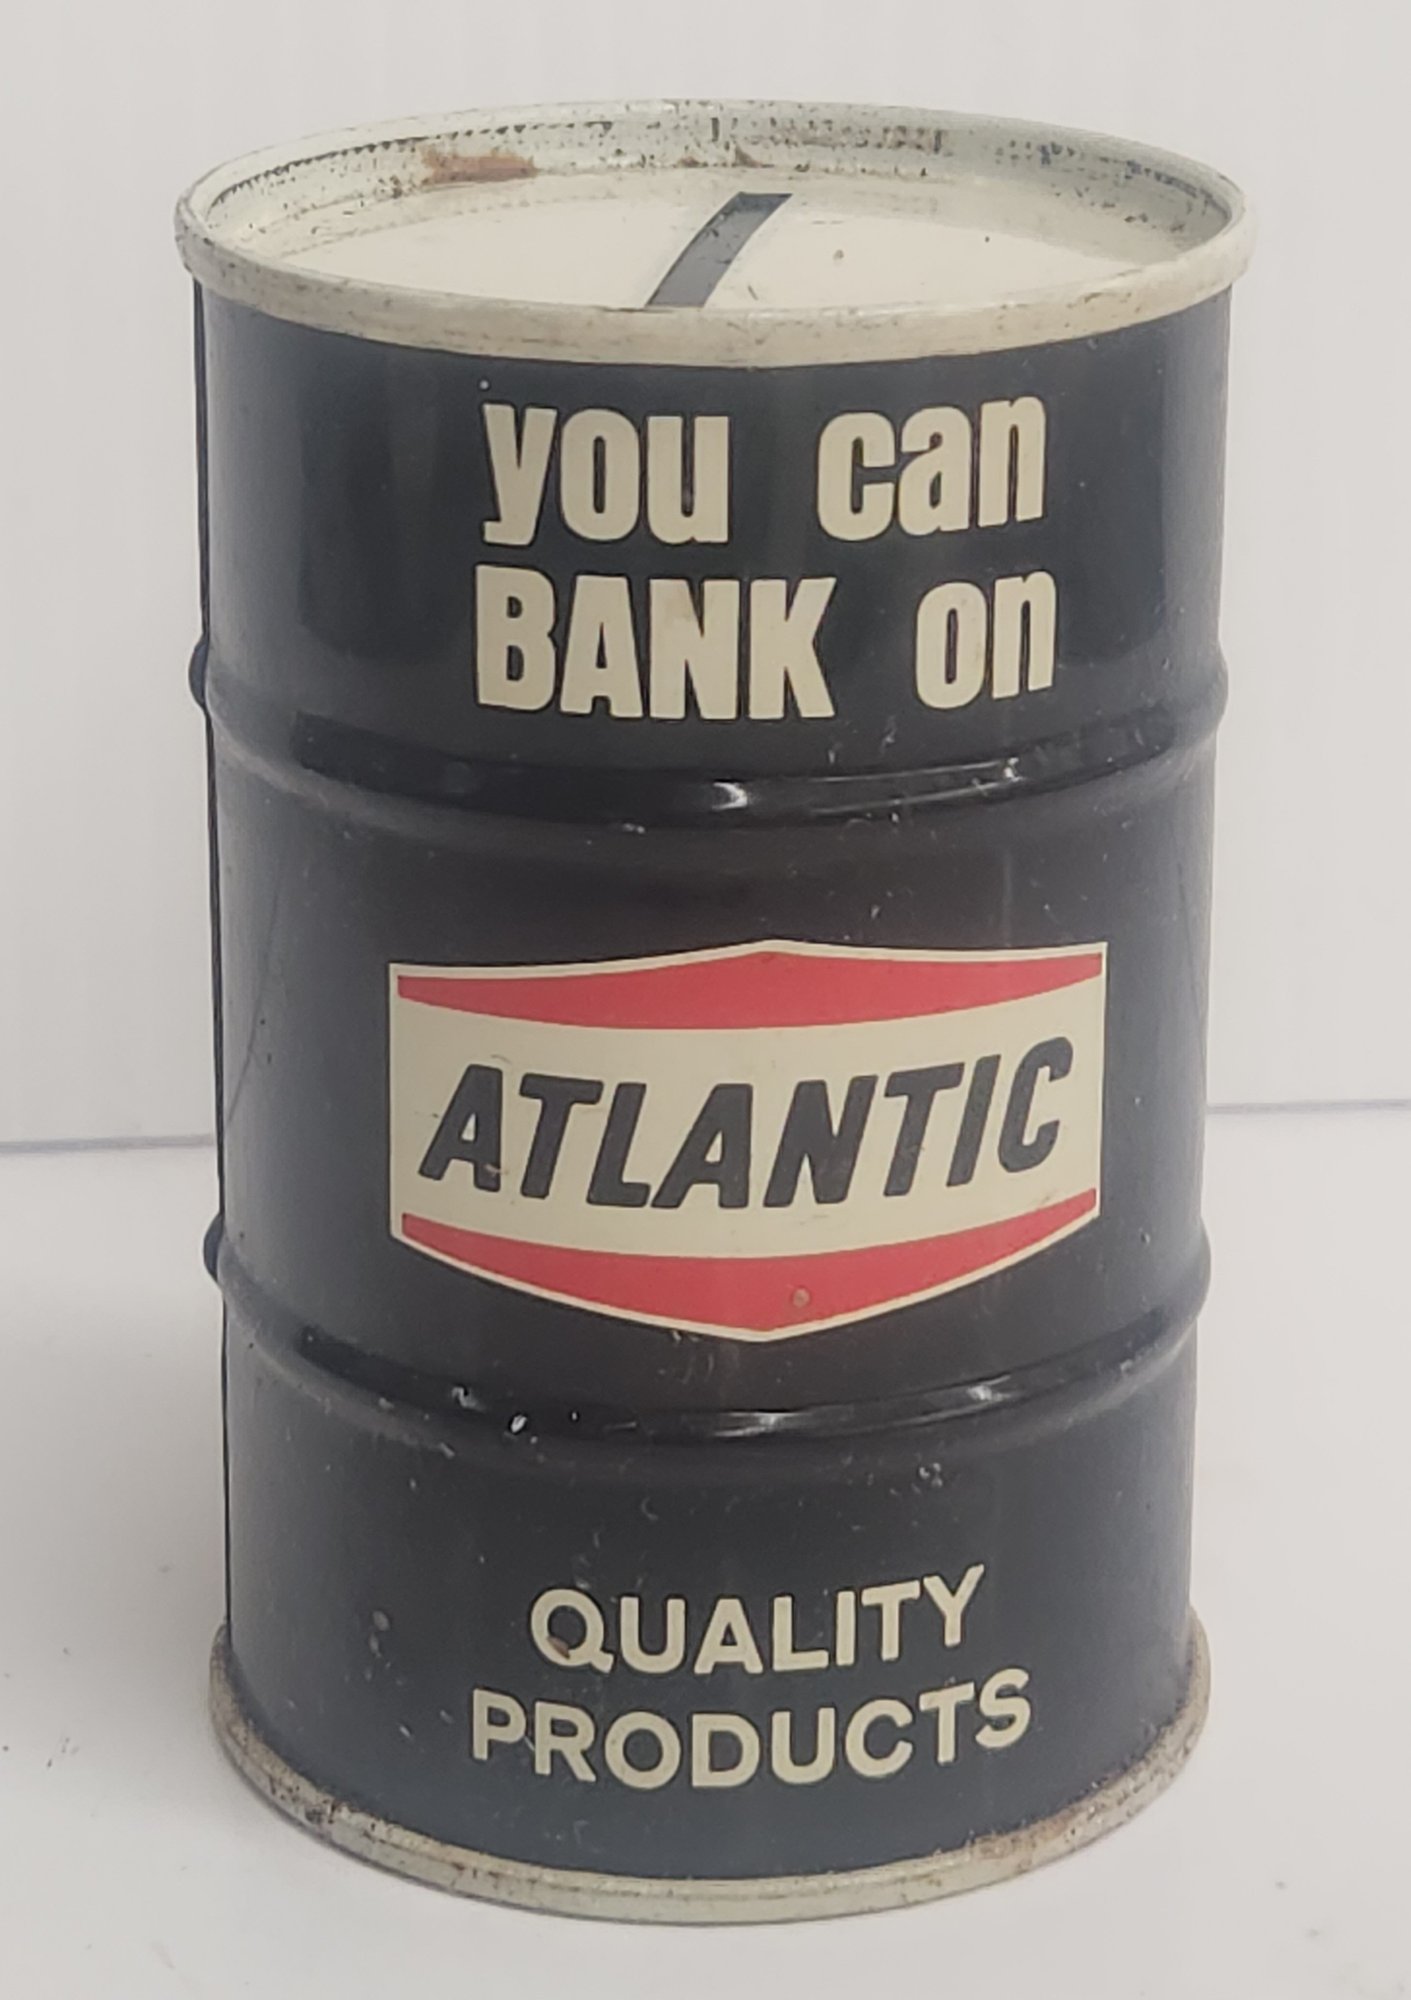 you can
BANK on
ATLANTIC
QUALITY
PRODUCTS